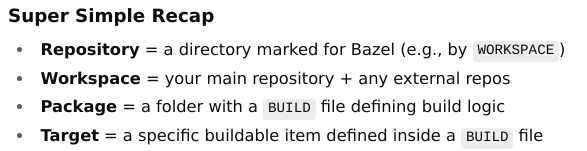 Super Simple Recap
• Repository = a directory marked for Bazel (e.g., by WORKSPACE)
• Workspace = your main repository + any external repos
• Package = a folder with a BUILD file defining build logic
• Target = a specific buildable item defined inside a BUILD file